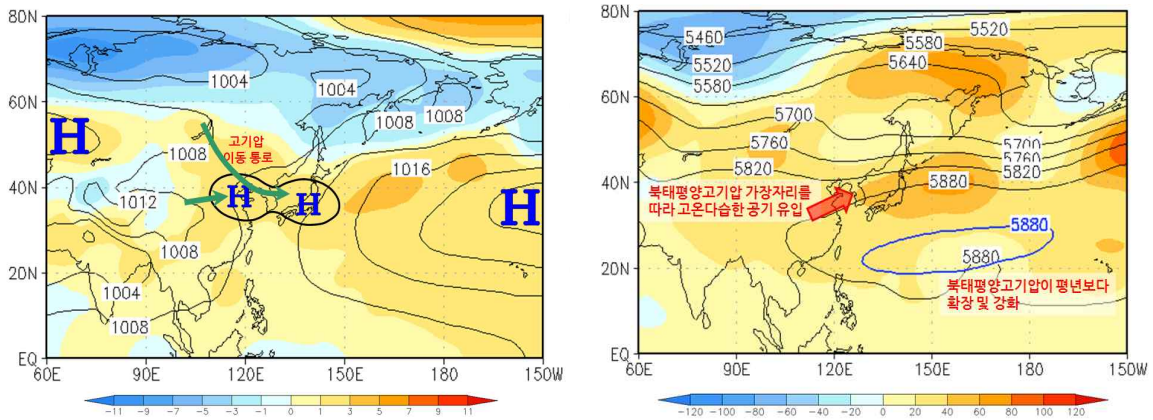 80N
60N
40N
20N
EQ
60E
90E
120E
150E
180
150W
1004
1004
1008
1008
1008
1016
1012
1008
1004
1008
H
H
H
H
고기압
이동 통로
-11
-9
-7
-5
-3
-1
0
1
3
5
7
9
11
80N
60N
40N
20N
EQ
60E
90E
120E
150E
180
150W
5460
5520
5580
5520
5580
5640
5700
5760
5820
5700
5760
5820
5880
북태평양고기압 가장자리를
따라 고온다습한 공기 유입
5880
5880
북태평양고기압이 평년보다
확장 및 강화
-120
-100
-80
-60
-40
-20
0
20
40
60
80
100
120